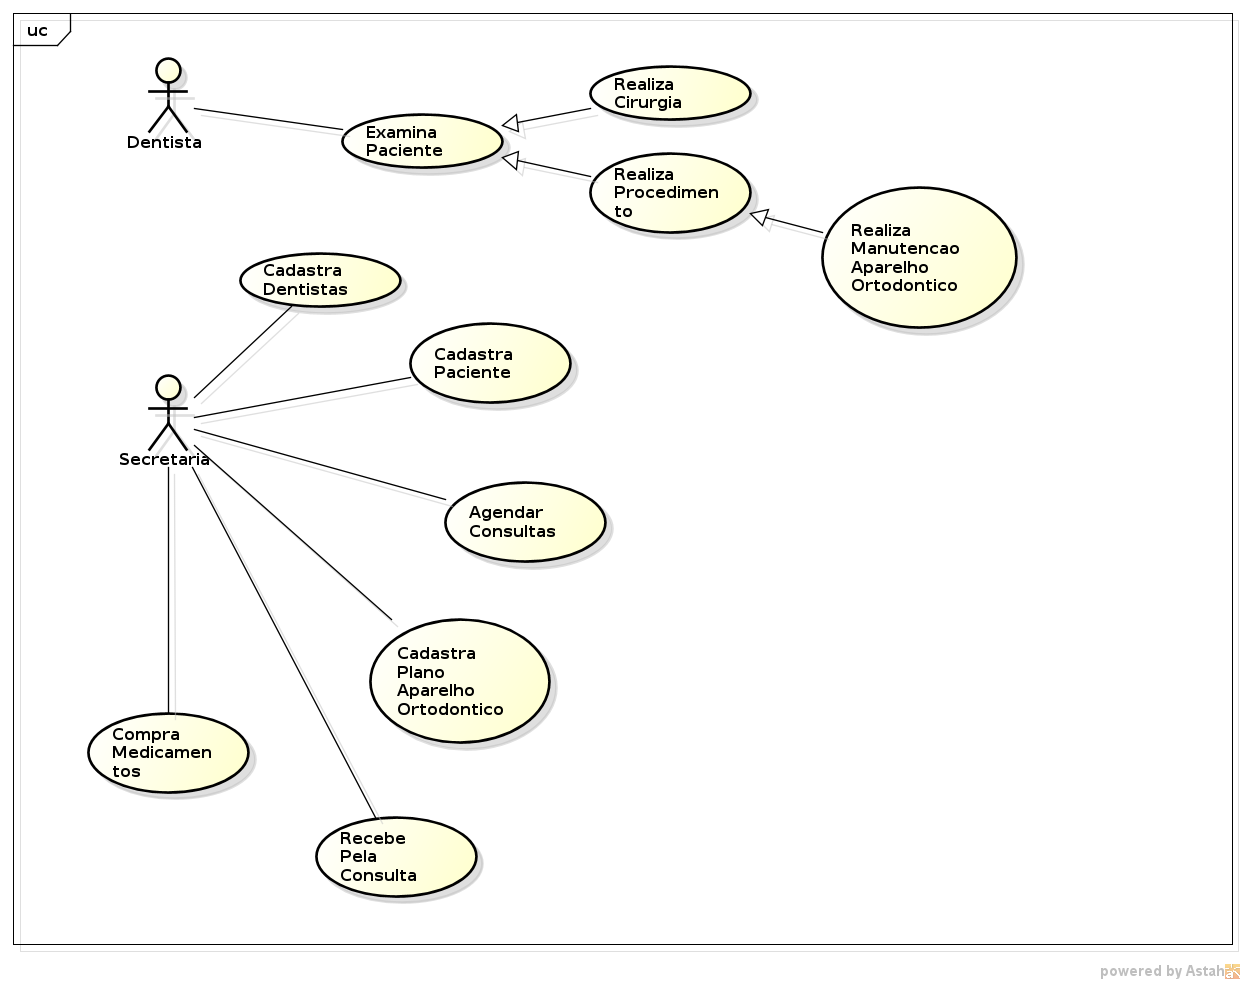 uc
Dentista
Realiza
Cirurgia
Examina
Paciente
Realiza
Procedimen
to
Realiza
Manutencao
Aparelho
Ortodontico
Cadastra
Dentistas
Cadastra
Paciente
Secretaria
Agendar
Consultas
Cadastra
Plano
Aparelho
Ortodontico
Compra
Medicamen
tos
Recebe
Pela
Consulta
powered by Astah